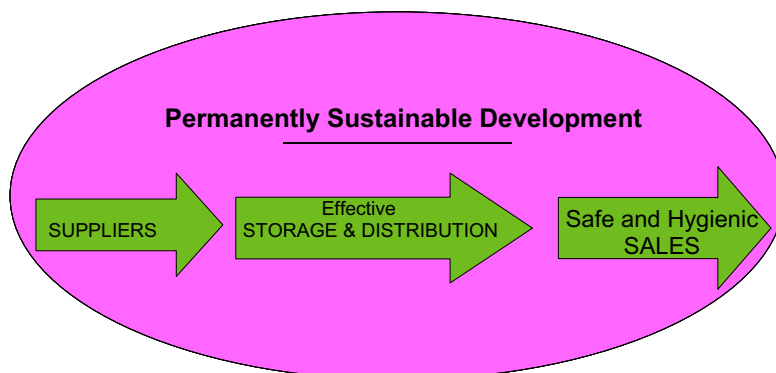 Permanently Sustainable Development
SUPPLIERS
Effective
STORAGE & DISTRIBUTION
Safe and Hygienic
SALES